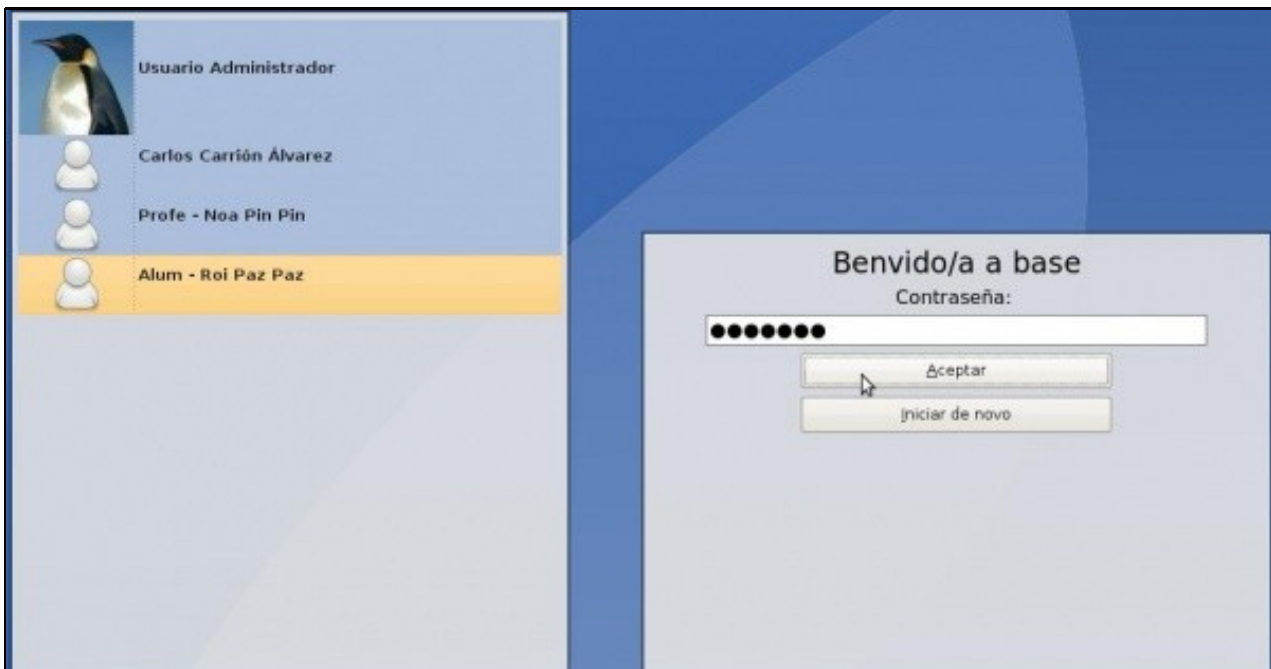 Usuario Administrador
Carlos Carrión Álvarez
Profe - Noa Pin Pin
Alum - Roi Paz Paz
Benvido/a a base
Contraseña:
●●●●●●●
Aceptar
Iniciar de novo